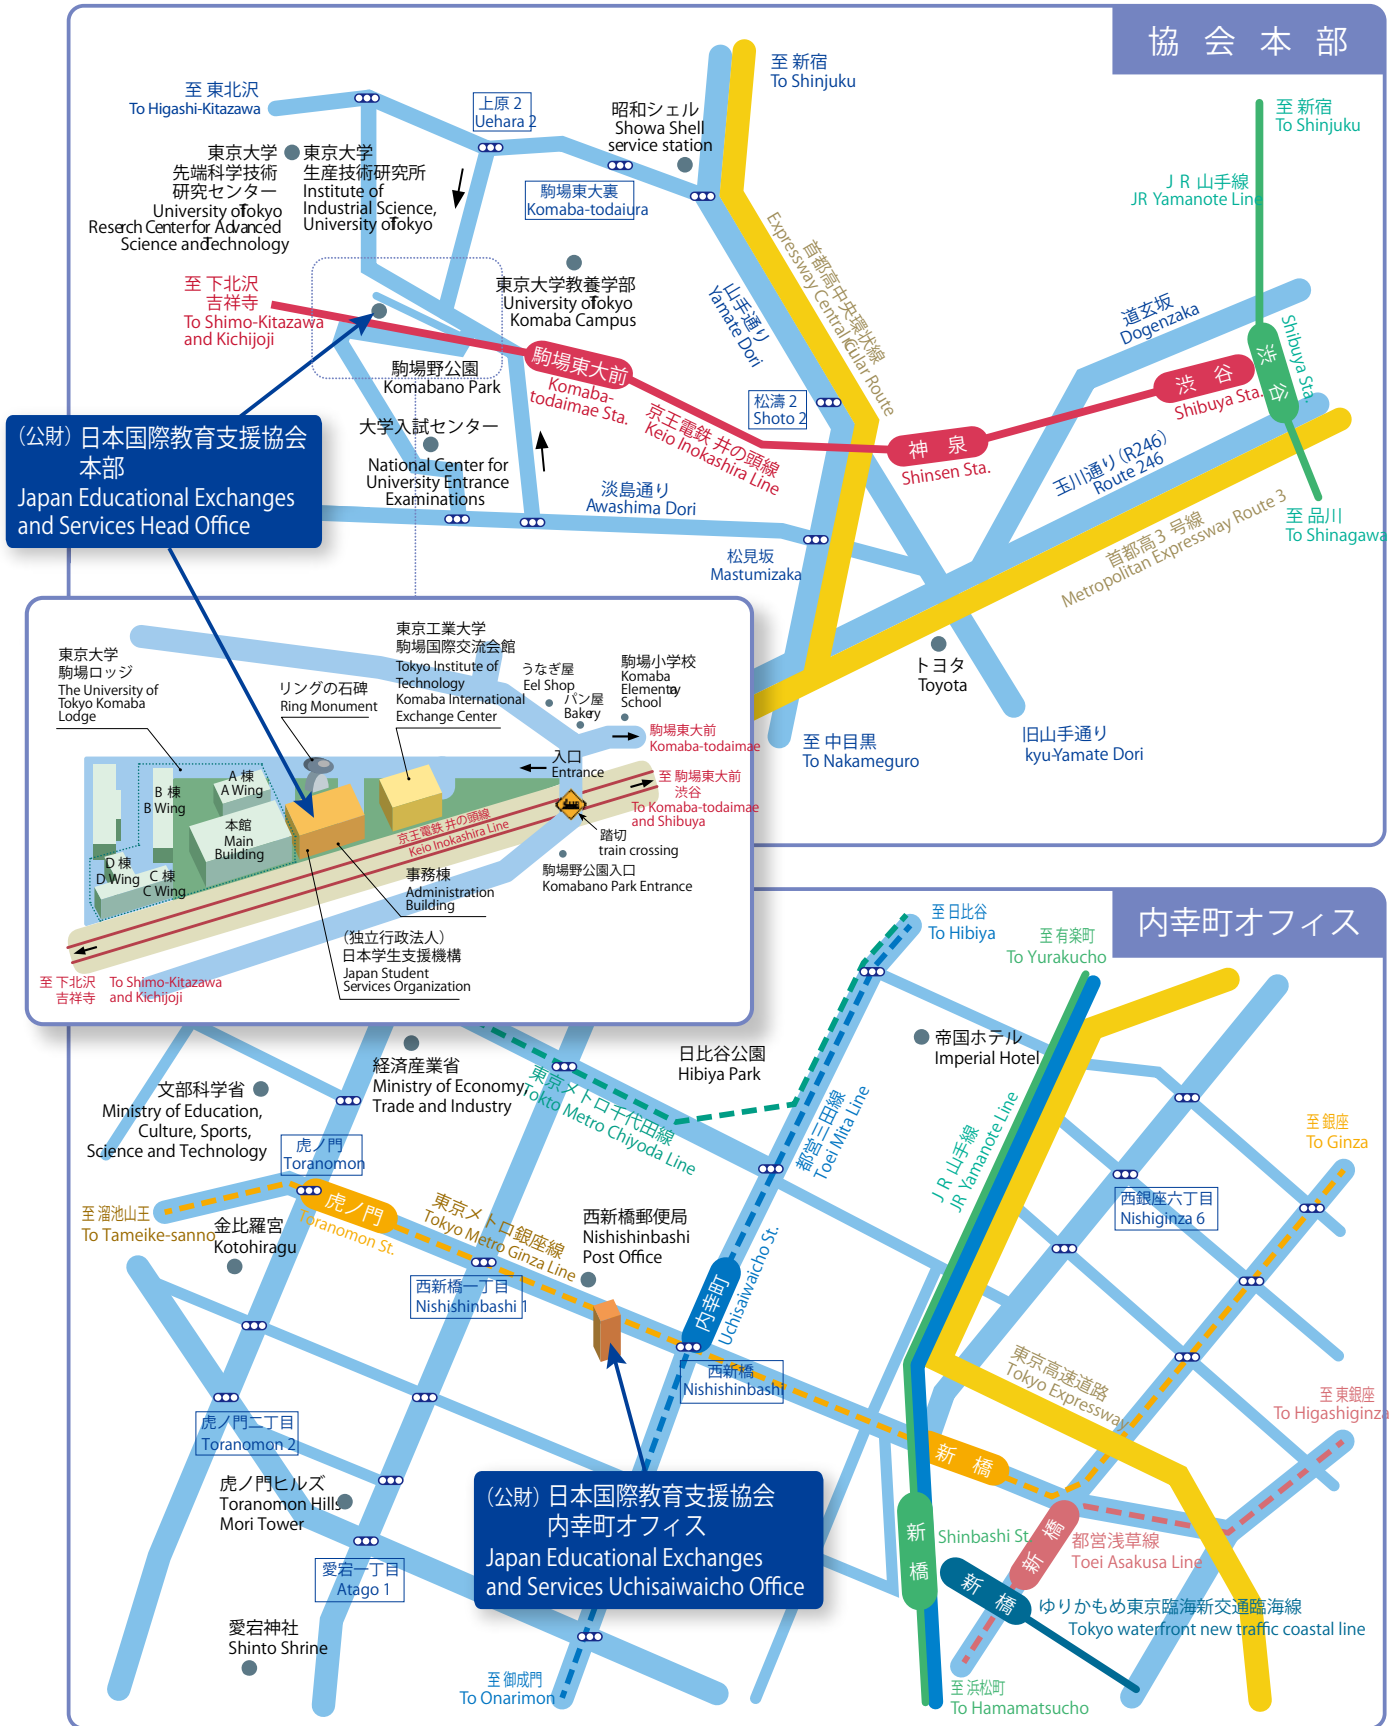 協会本部
至 新宿
To Shinjuku
至 東北沢
To Higashi-Kitazawa
上原 2
Uehara 2
昭和シェル
Showa Shell
service station
至 新宿
To Shinjuku
東京大学
先端科学技術
研究センター
University of Tokyo
Reserch Center for Advanced
Science and Technology
東京大学
生産技術研究所
Institute of
Industrial Science,
University of Tokyo
駒場東大裏
Komaba-todaiura
ＪＲ 山手線
JR Yamanote Line
首都高中央環状線
Expressway Central Circular Route
山手通り
Yamate Dori
東京大学教養学部
University of Tokyo
Komaba Campus
至 下北沢
吉祥寺
To Shimo-Kitazawa
and Kichijoji
道玄坂
Dogenzaka
渋谷
Shibuya Sta.
渋谷
Shibuya Sta.
駒場東大前
Komaba-
todaimae Sta.
駒場野公園
Komabano Park
松濤 2
Shoto 2
京王電鉄 井の頭線
Keio Inokashira Line
神泉
Shinsen Sta.
大学入試センター
National Center for
University Entrance
Examinations
（公財）日本国際教育支援協会
本部
Japan Educational Exchanges
and Services Head Office
玉川通り（R246）
Route 246
淡島通り
Awashima Dori
首都高 3 号線
Metropolitan Expressway Route 3
至 品川
To Shinagawa
松見坂
Mastumizaka
トヨタ
Toyota
至 中目黒
To Nakameguro
旧山手通り
kyu-Yamate Dori
東京大学
駒場ロッジ
The University of
Tokyo Komaba
Lodge
リングの石碑
Ring Monument
東京工業大学
駒場国際交流会館
Tokyo Institute of
Technology
Komaba International
Exchange Center
うなぎ屋
Eel Shop
パン屋
Bakery
駒場小学校
Komaba
Elementay
School
駒場東大前
Komaba-todaimae
入口
Entrance
至 駒場東大前
渋谷
To Komaba-todaimae
and Shibuya
A 棟
A Wing
B 棟
B Wing
本館
Main
Building
C 棟
C Wing
D 棟
D Wing
京王電鉄 井の頭線
Keio Inokashira Line
踏切
train crossing
駒場野公園入口
Komabano Park Entrance
事務棟
Administration
Building
（独立行政法人）
日本学生支援機構
Japan Student
Services Organization
至 下北沢
吉祥寺
To Shimo-Kitazawa
and Kichijoji
内幸町オフィス
至 日比谷
To Hibiya
至 有楽町
To Yurakucho
帝国ホテル
Imperial Hotel
日比谷公園
Hibiya Park
経済産業省
Ministry of Economy,
Trade and Industry
文部科学省
Ministry of Education,
Culture, Sports,
Science and Technology
東京メトロ千代田線
Tokto Metro Chiyoda Line
都営三田線
Toei Mita Line
ＪＲ 山手線
JR Yamanote Line
至 銀座
To Ginza
虎ノ門
Toranomon
西銀座六丁目
Nishiginza 6
至 溜池山王
To Tameike-sanno
虎ノ門
Toranomon St.
東京メトロ銀座線
Tokyo Metro Ginza Line
西新橋郵便局
Nishishinbashi
Post Office
金比羅宮
Kotohiragu
西新橋一丁目
Nishishinbashi 1
内幸町
Uchisaiwaicho St.
西新橋
Nishishinbashi
東京高速道路
Tokyo Expressway
至 東銀座
To Higashiginza
虎ノ門二丁目
Toranomon 2
新橋
虎ノ門ヒルズ
Toranomon Hills
Mori Tower
（公財）日本国際教育支援協会
内幸町オフィス
Japan Educational Exchanges
and Services Uchisaiwaicho Office
新橋
Shinbashi St.
新橋
都営浅草線
Toei Asakusa Line
愛宕一丁目
Atago 1
新橋
ゆりかもめ東京臨海新交通臨海線
Tokyo waterfront new traffic coastal line
愛宕神社
Shinto Shrine
至 御成門
To Onarimon
至 浜松町
To Hamamatsucho